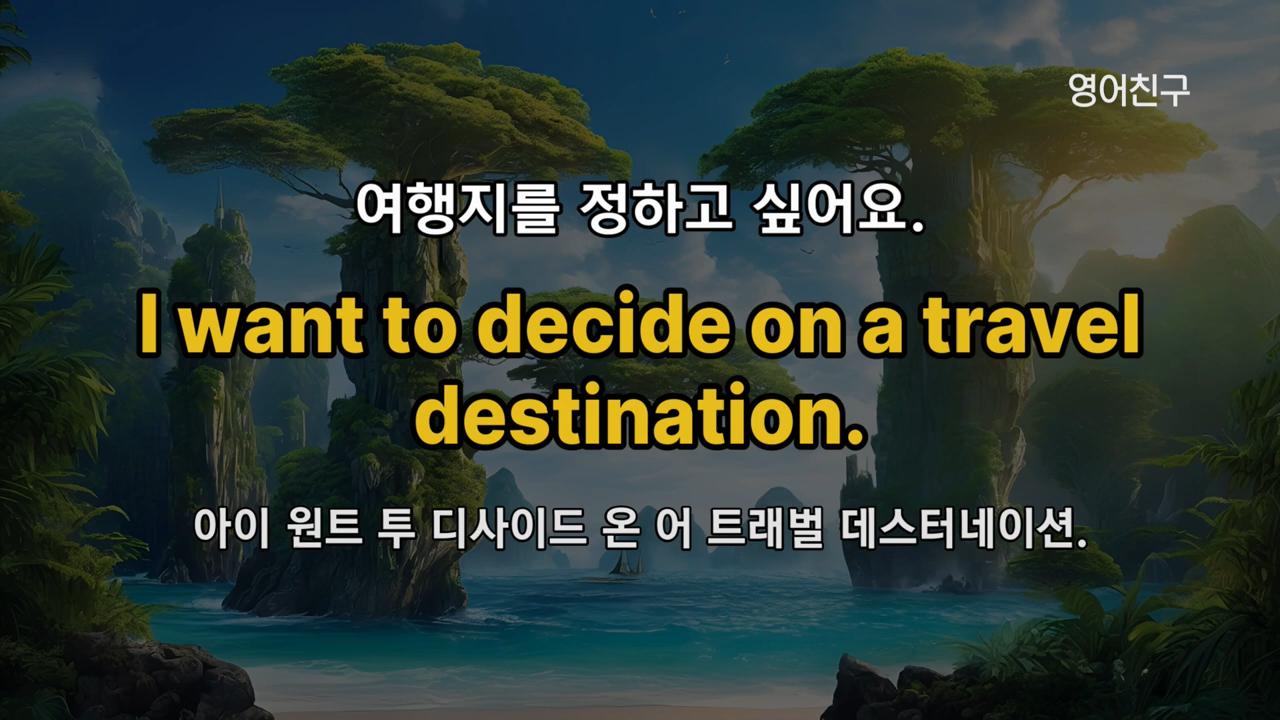 영어친구
여행지를 정하고 싶어요.
I want to decide on a travel
destination.
아이 원트 투 디사이드 온 어 트래벌 데스터네이션.